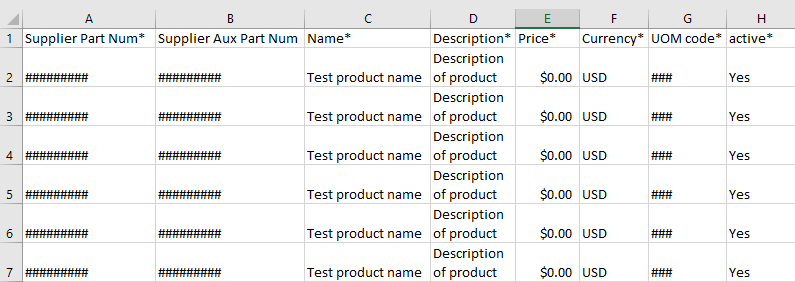 A B C D E F G H
1 Supplier Part Num* Supplier Aux Part Num Name* Description* Price* Currency* UOM code* active*
Description
2 ######### ######### Test product name of product $0.00 USD ### Yes
Description
3 ######### ######### Test product name of product $0.00 USD ### Yes
Description
4 ######### ######### Test product name of product $0.00 USD ### Yes
Description
5 ######### ######### Test product name of product $0.00 USD ### Yes
Description
6 ######### ######### Test product name of product $0.00 USD ### Yes
Description
7 ######### ######### Test product name of product $0.00 USD ### Yes